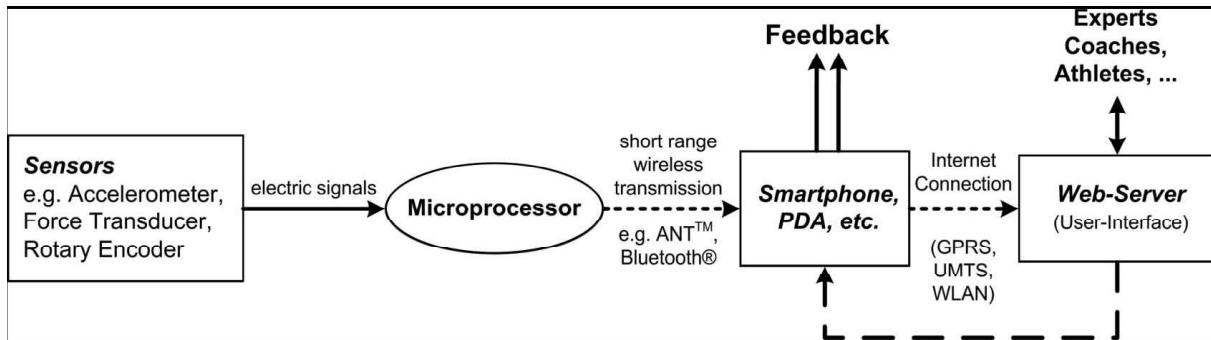 Sensors
e.g. Accelerometer,
Force Transducer,
Rotary Encoder
electric signals
Microprocessor
short range
wireless
transmission
e.g. ANT™,
Bluetooth®
Feedback
Smartphone,
PDA, etc.
Internet
Connection
(GPRS,
UMTS,
WLAN)
Experts
Coaches,
Athletes, ...
Web-Server
(User-Interface)